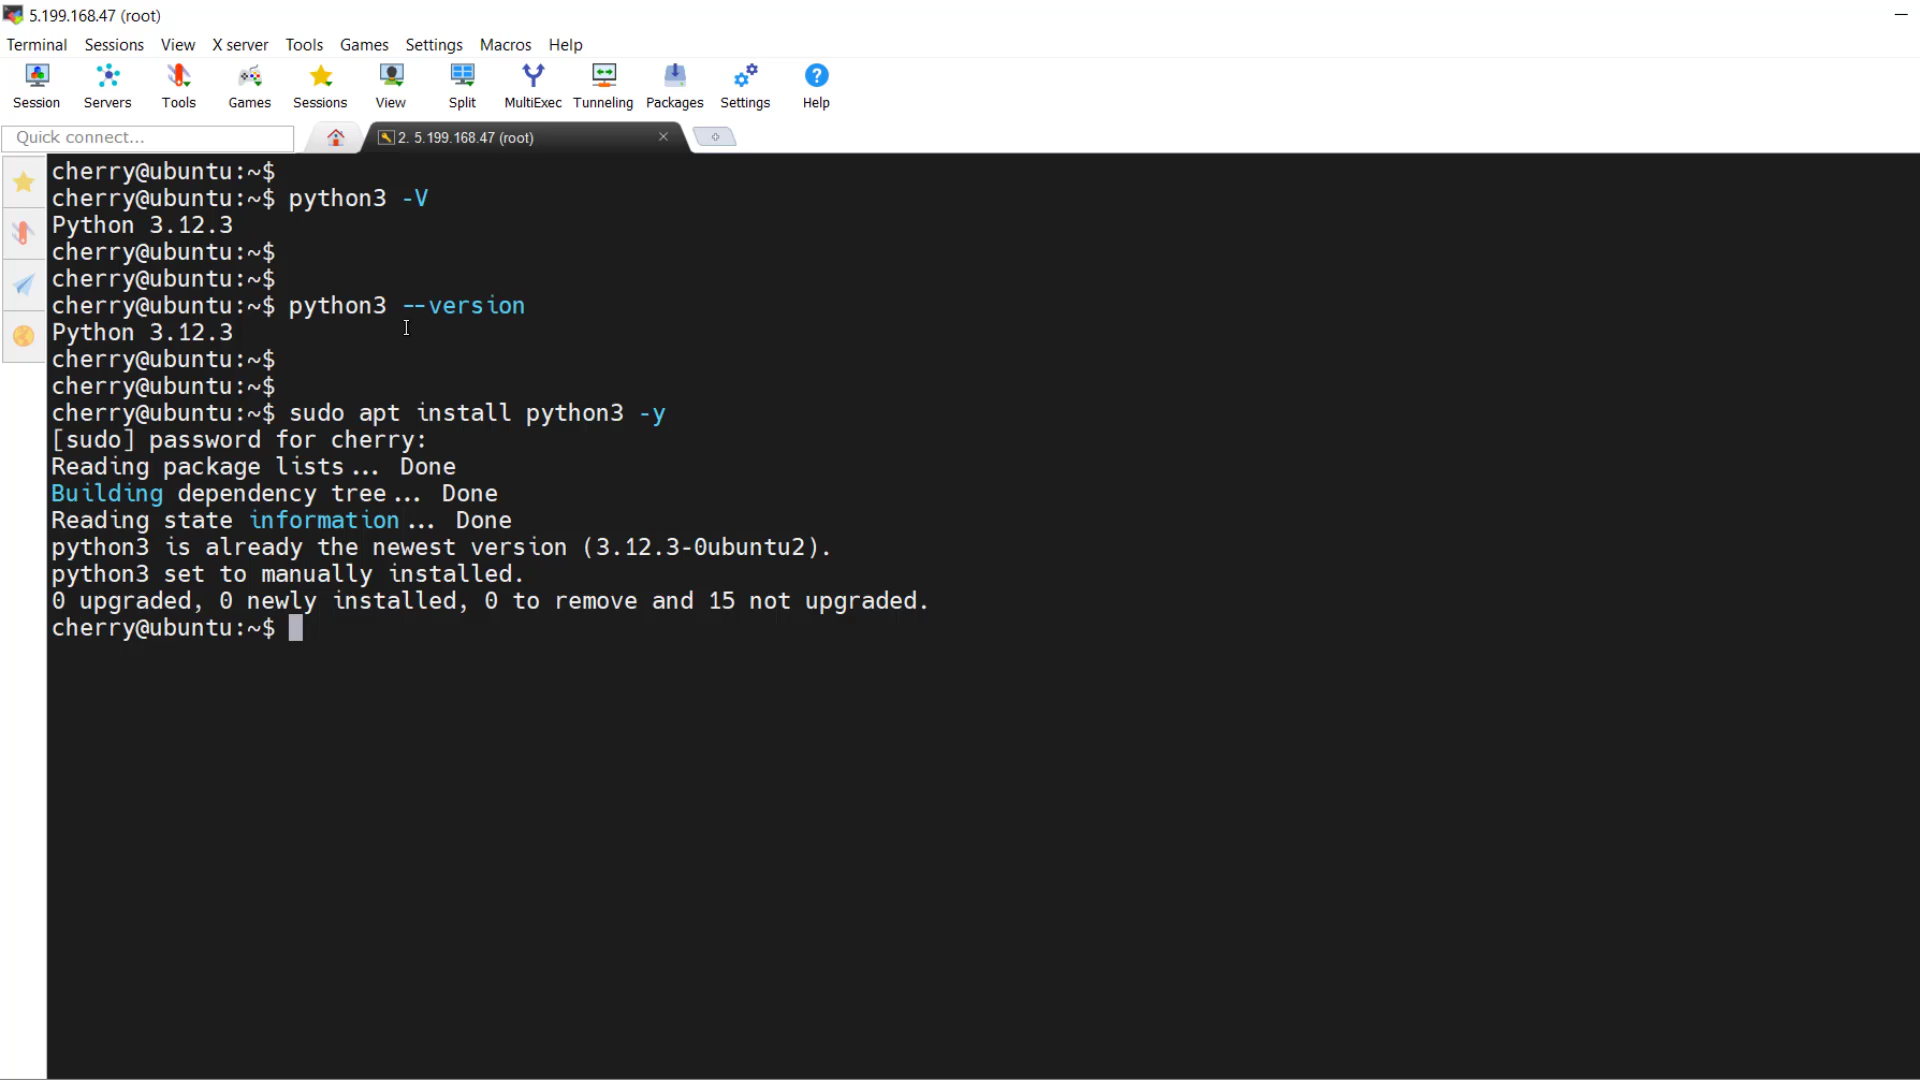 5.199.168.47 (root)
Terminal Sessions View X server Tools Games Settings Macros Help
Session Servers Tools Games Sessions View Split MultiExec Tunneling Packages Settings Help
Quick connect...
2. 5.199.168.47 (root)
cherry@ubuntu:~$
cherry@ubuntu:~$ python3 -V
Python 3.12.3
cherry@ubuntu:~$
cherry@ubuntu:~$
cherry@ubuntu:~$ python3 --version
Python 3.12.3
cherry@ubuntu:~$
cherry@ubuntu:~$
cherry@ubuntu:~$ sudo apt install python3 -y
[sudo] password for cherry:
Reading package lists... Done
Building dependency tree... Done
Reading state information... Done
python3 is already the newest version (3.12.3-0ubuntu2).
python3 set to manually installed.
0 upgraded, 0 newly installed, 0 to remove and 15 not upgraded.
cherry@ubuntu:~$